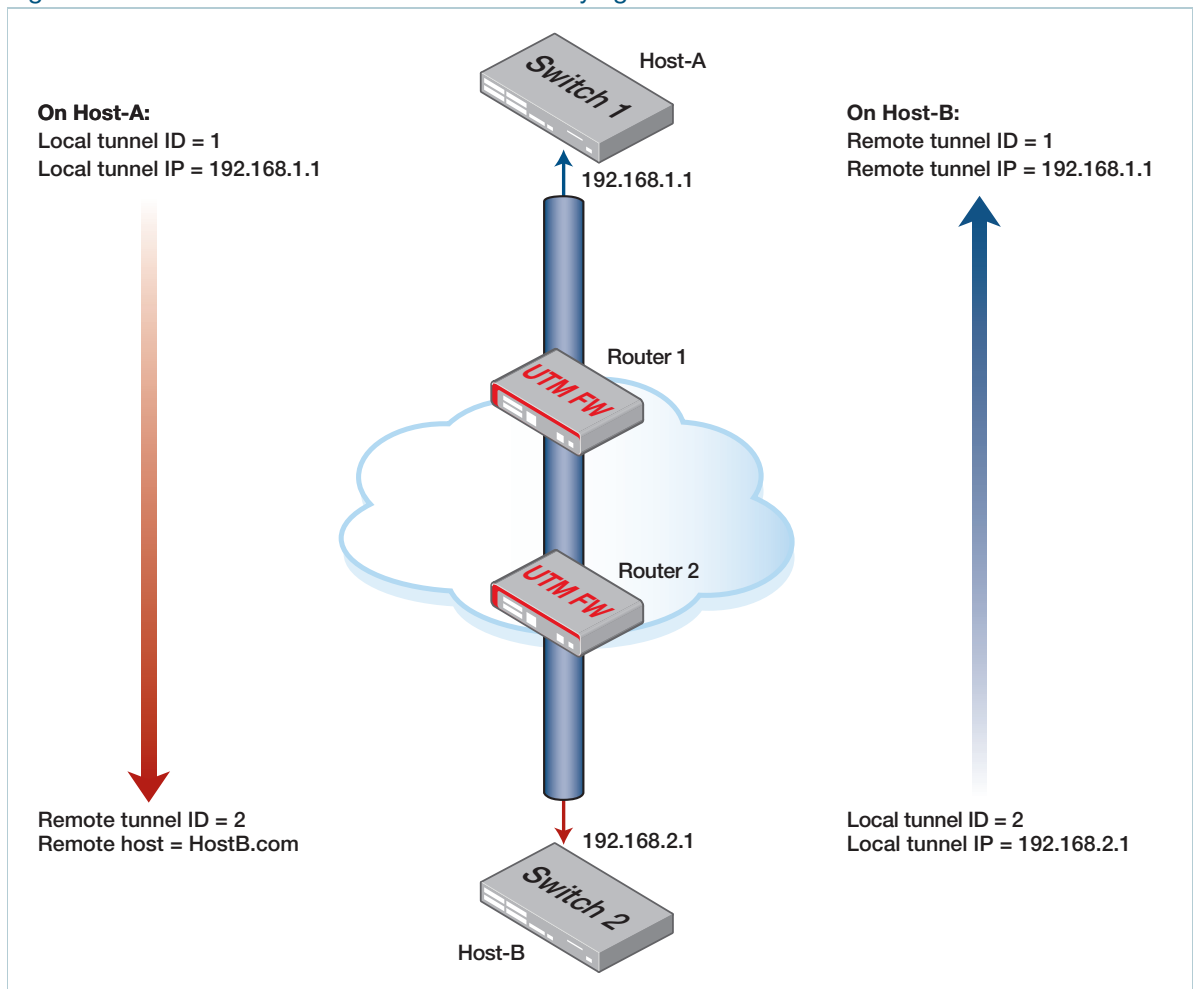 Host-A
Switch 1
On Host-A:
Local tunnel ID = 1
Local tunnel IP = 192.168.1.1
On Host-B:
Remote tunnel ID = 1
Remote tunnel IP = 192.168.1.1
192.168.1.1
Router 1
UTM FW
Router 2
UTM FW
Remote tunnel ID = 2
Remote host = HostB.com
192.168.2.1
Local tunnel ID = 2
Local tunnel IP = 192.168.2.1
Switch 2
Host-B